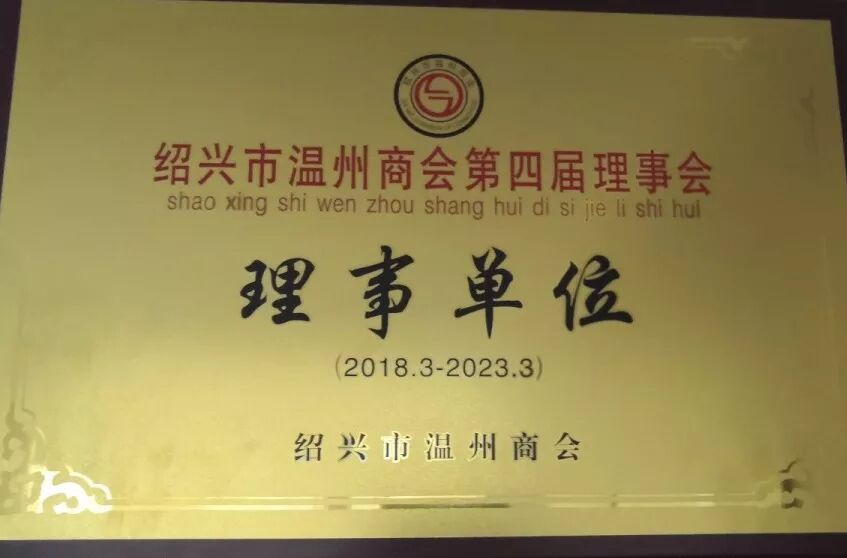 绍兴市温州商会第四届理事会
shao xing shi wen zhou shang hui di si jie li shi hui
理事单位
(2018.3-2023.3)
绍兴市温州商会